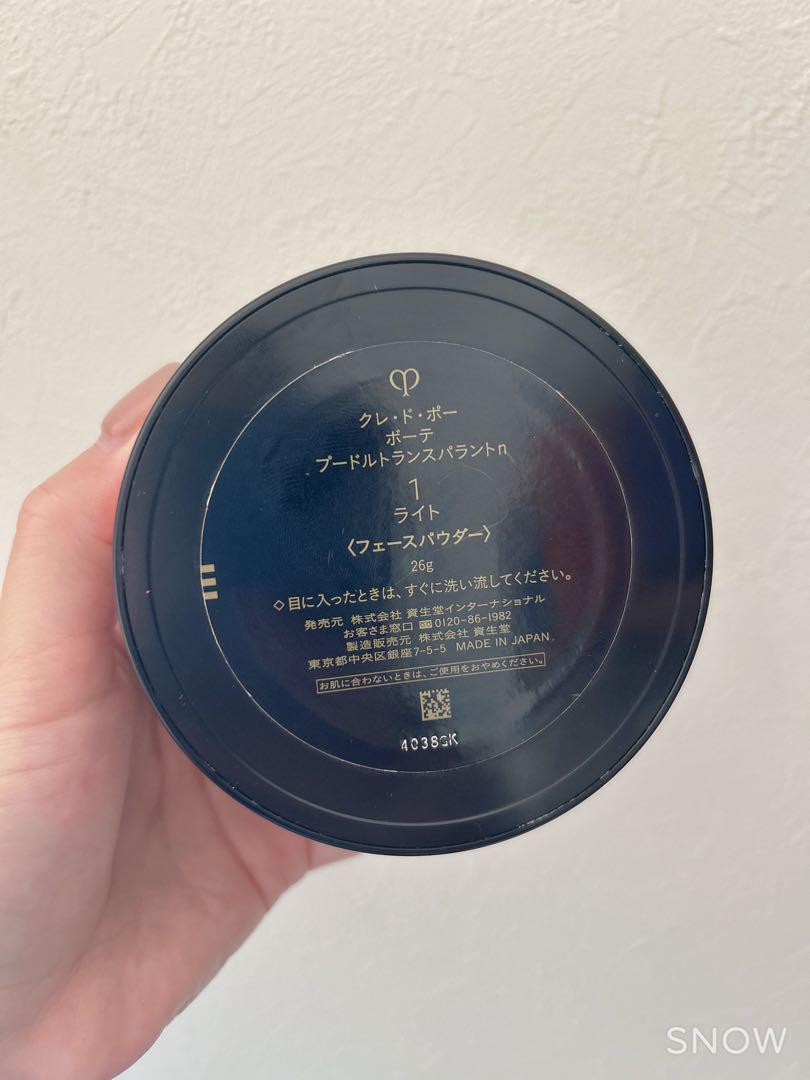 クレ・ド・ポー
ボーテ
プードルトランスパラントn
1
ライト
〈フェースパウダー〉
26g
◇目に入ったときは、すぐに洗い流してください。
発売元 株式会社 資生堂インターナショナル
お客さま窓口 0120-86-1982
製造販売元 株式会社 資生堂
東京都中央区銀座7-5-5 MADE IN JAPAN
お肌に合わないときは、ご使用をおやめください。
4038GK
SNOW